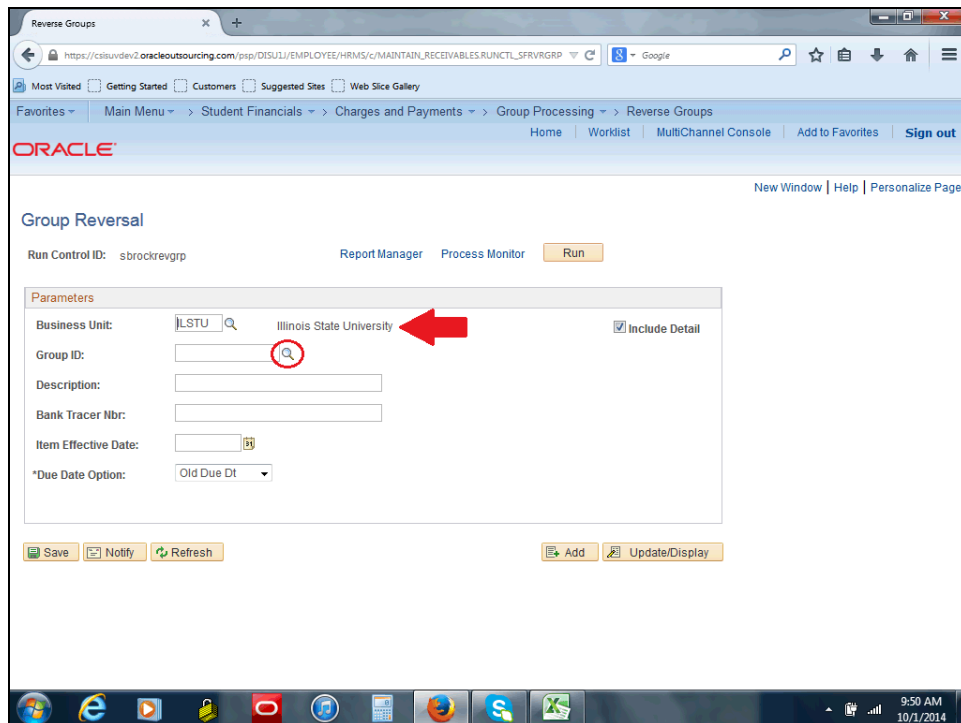 Reverse Groups
https://csisuvdev2.oracleoutsourcing.com/psp/DISU1J/EMPLOYEE/HRMS/c/MAINTAIN_RECEIVABLES.RUNCTL_SFRVRGRP
Google
Most Visited Getting Started Customers Suggested Sites Web Slice Gallery
Favorites Main Menu > Student Financials > Charges and Payments > Group Processing > Reverse Groups
Home Worklist MultiChannel Console Add to Favorites Sign out
ORACLE
New Window | Help | Personalize Page
Group Reversal
Run Control ID: sbrockrevgrp Report Manager Process Monitor Run
Parameters
Business Unit: ILSTU Illinois State University Include Detail
Group ID:
Description:
Bank Tracer Nbr:
Item Effective Date: 31
*Due Date Option: Old Due Dt
Save Notify Refresh Add Update/Display
9:50 AM
10/1/2014